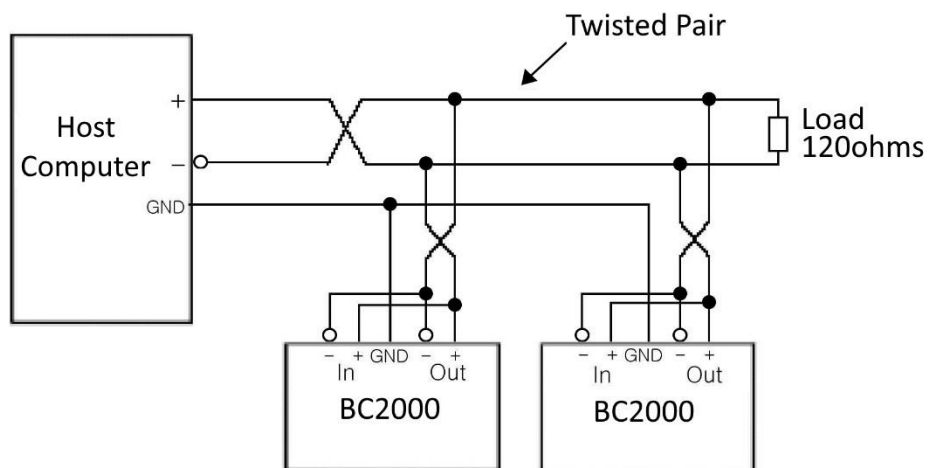 Twisted Pair
+
Host
Computer
−
GND
Load
120ohms
− + GND − +
In Out
BC2000
− + GND − +
In Out
BC2000